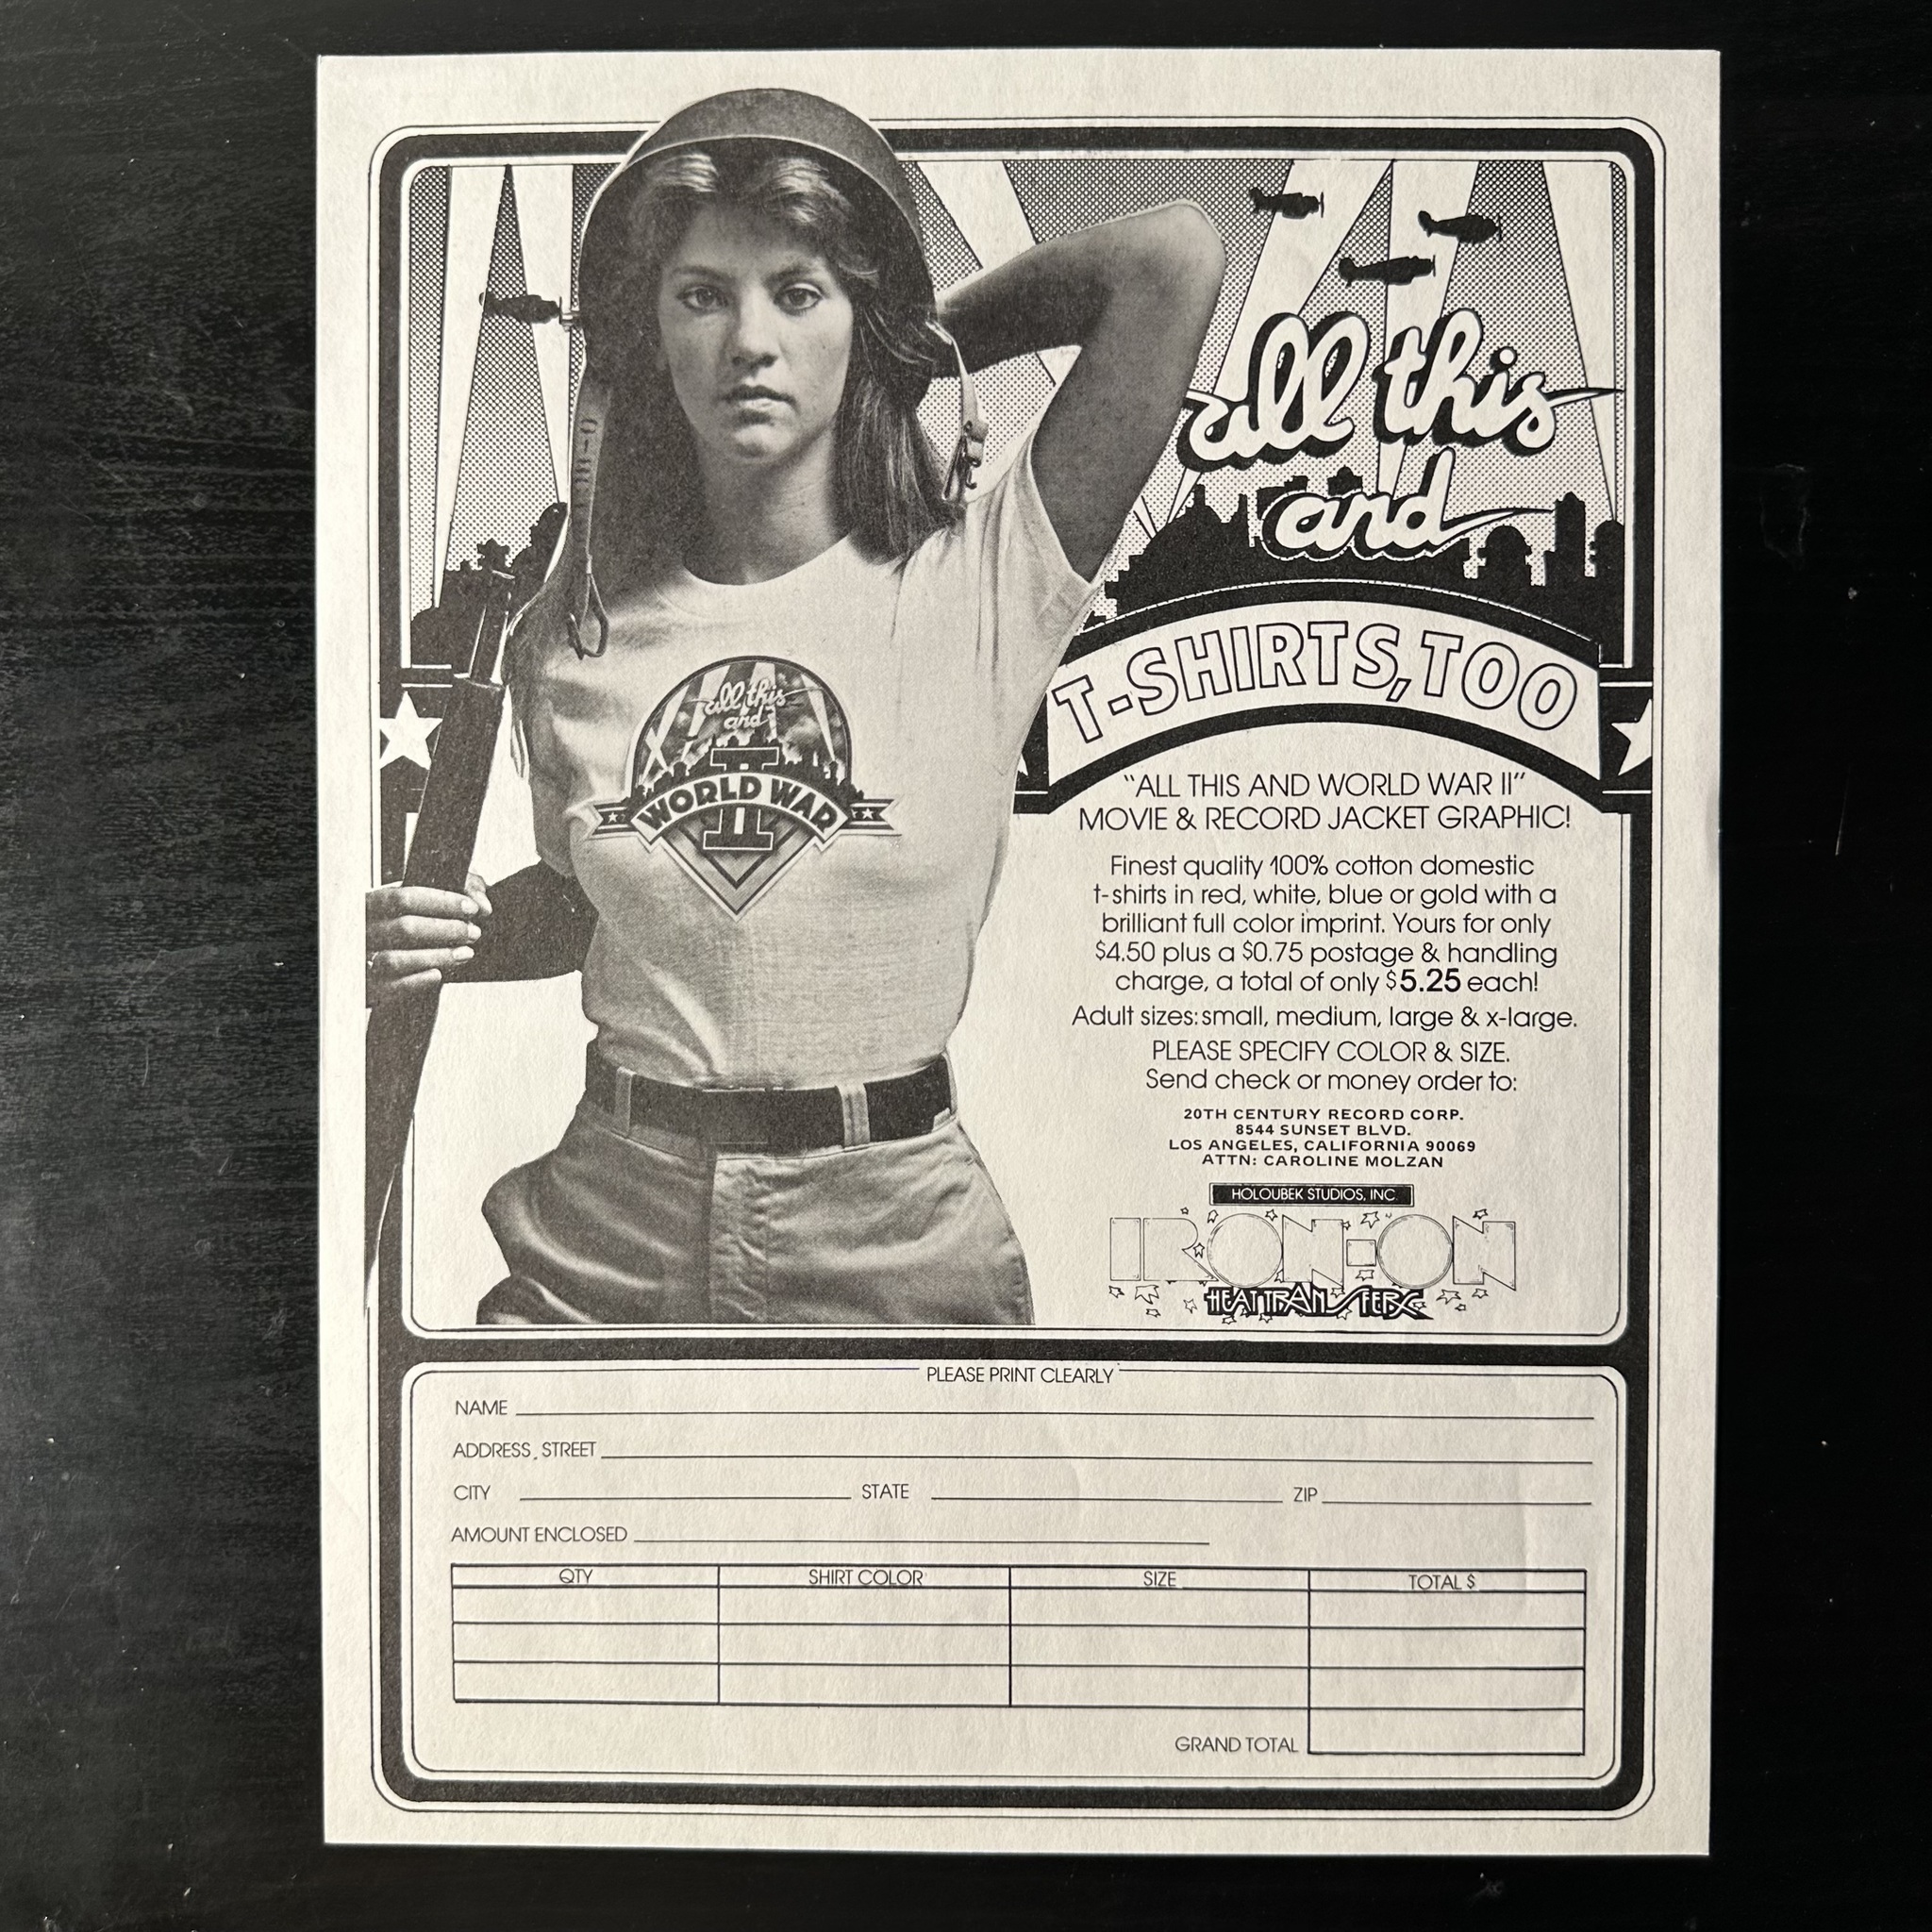 all this
and
T-SHIRTS, TOO
all this
and
II
WORLD WAR
"ALL THIS AND WORLD WAR II"
MOVIE & RECORD JACKET GRAPHIC!
Finest quality 100% cotton domestic
t-shirts in red, white, blue or gold with a
brilliant full color imprint. Yours for only
$4.50 plus a $0.75 postage & handling
charge, a total of only $5.25 each!
Adult sizes: small, medium, large & x-large.
PLEASE SPECIFY COLOR & SIZE.
Send check or money order to:
20TH CENTURY RECORD CORP.
8544 SUNSET BLVD.
LOS ANGELES, CALIFORNIA 90069
ATTN: CAROLINE MOLZAN
HOLOUBEK STUDIOS, INC.
IRON-ON
HEAT TRANSFERS
PLEASE PRINT CLEARLY
NAME
ADDRESS, STREET
CITY STATE ZIP
AMOUNT ENCLOSED
QTY SHIRT COLOR SIZE TOTAL $
GRAND TOTAL